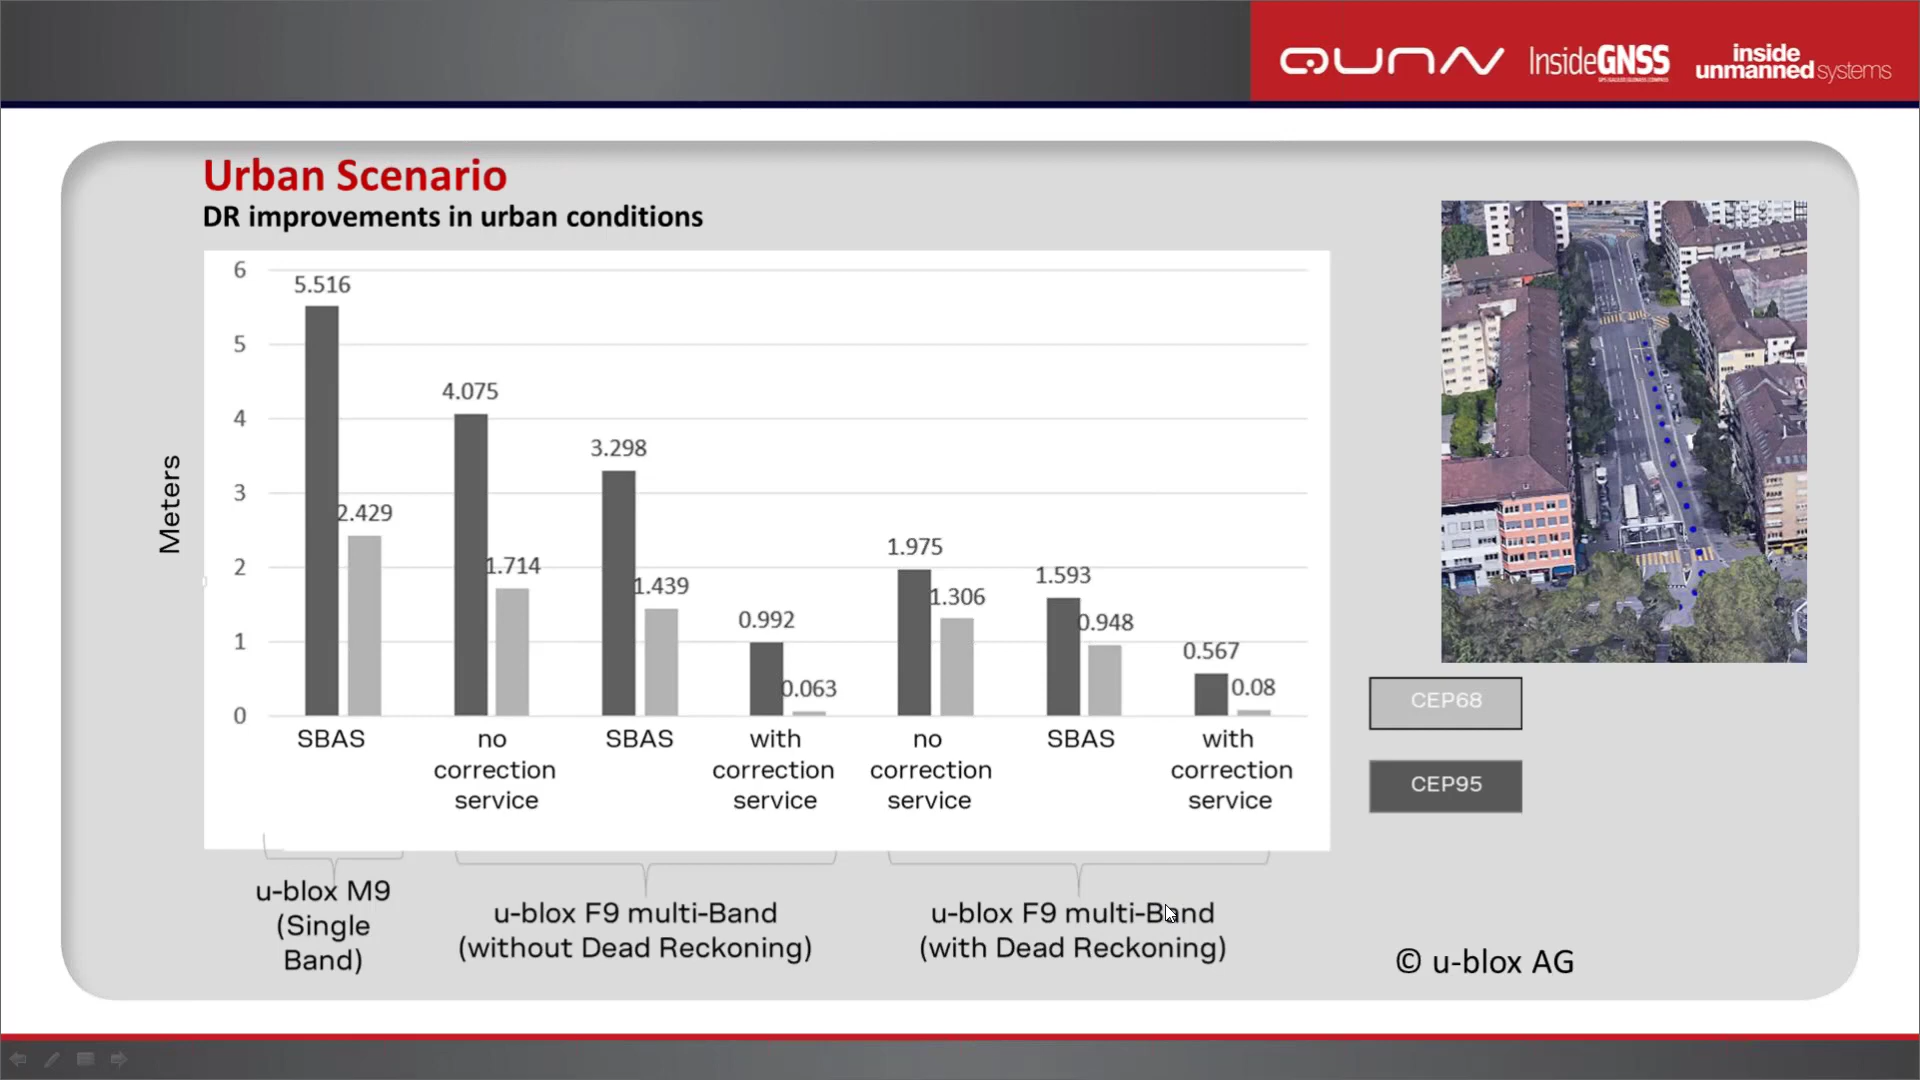 QUNN InsideGNSS inside unmanned systems
Urban Scenario
DR improvements in urban conditions
Meters
6
5
4
3
2
1
0
5.516
2.429
4.075
1.714
3.298
1.439
0.992
0.063
1.975
1.306
1.593
0.948
0.567
0.08
SBAS
no
correction
service
SBAS
with
correction
service
no
correction
service
SBAS
with
correction
service
u-blox M9
(Single
Band)
u-blox F9 multi-Band
(without Dead Reckoning)
u-blox F9 multi-Band
(with Dead Reckoning)
CEP68
CEP95
© u-blox AG